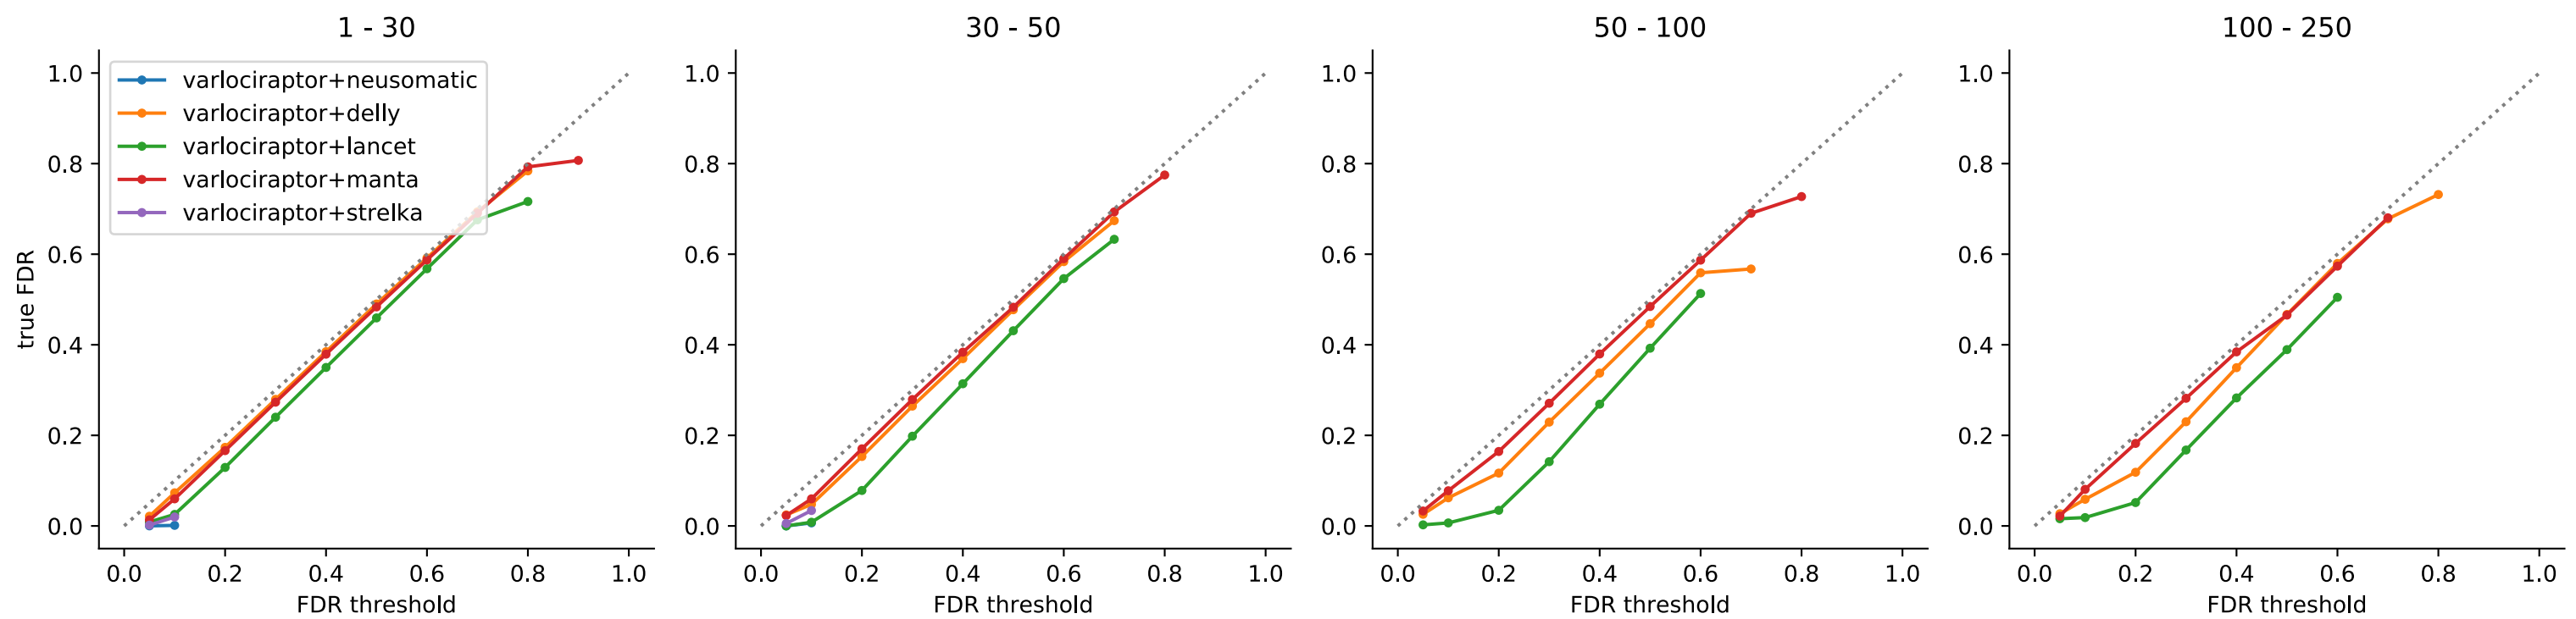 1 - 30
30 - 50
50 - 100
100 - 250
varlociraptor+neusomatic
varlociraptor+delly
varlociraptor+lancet
varlociraptor+manta
varlociraptor+strelka
true FDR
1.0
0.8
0.6
0.4
0.2
0.0
0.0 0.2 0.4 0.6 0.8 1.0
FDR threshold
1.0
0.8
0.6
0.4
0.2
0.0
0.0 0.2 0.4 0.6 0.8 1.0
FDR threshold
1.0
0.8
0.6
0.4
0.2
0.0
0.0 0.2 0.4 0.6 0.8 1.0
FDR threshold
1.0
0.8
0.6
0.4
0.2
0.0
0.0 0.2 0.4 0.6 0.8 1.0
FDR threshold